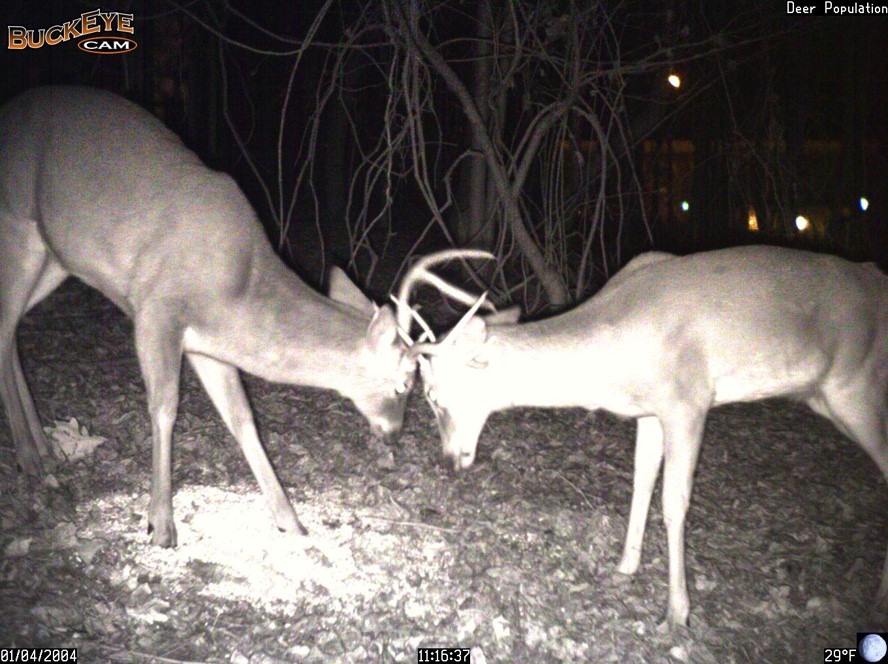 BUCKEYE
CAM
Deer Population
01/04/2004
11:16:37
29°F